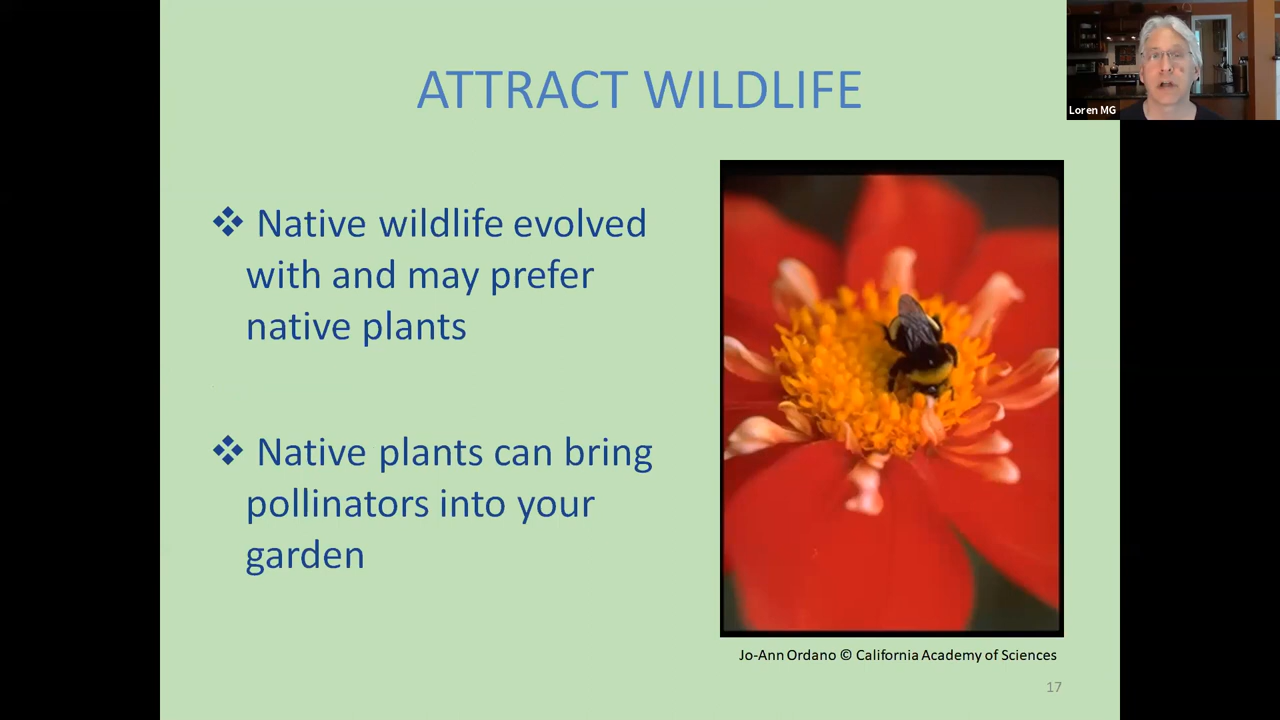 ATTRACT WILDLIFE
Loren MG
❖ Native wildlife evolved
with and may prefer
native plants
❖ Native plants can bring
pollinators into your
garden
Jo-Ann Ordano © California Academy of Sciences
17